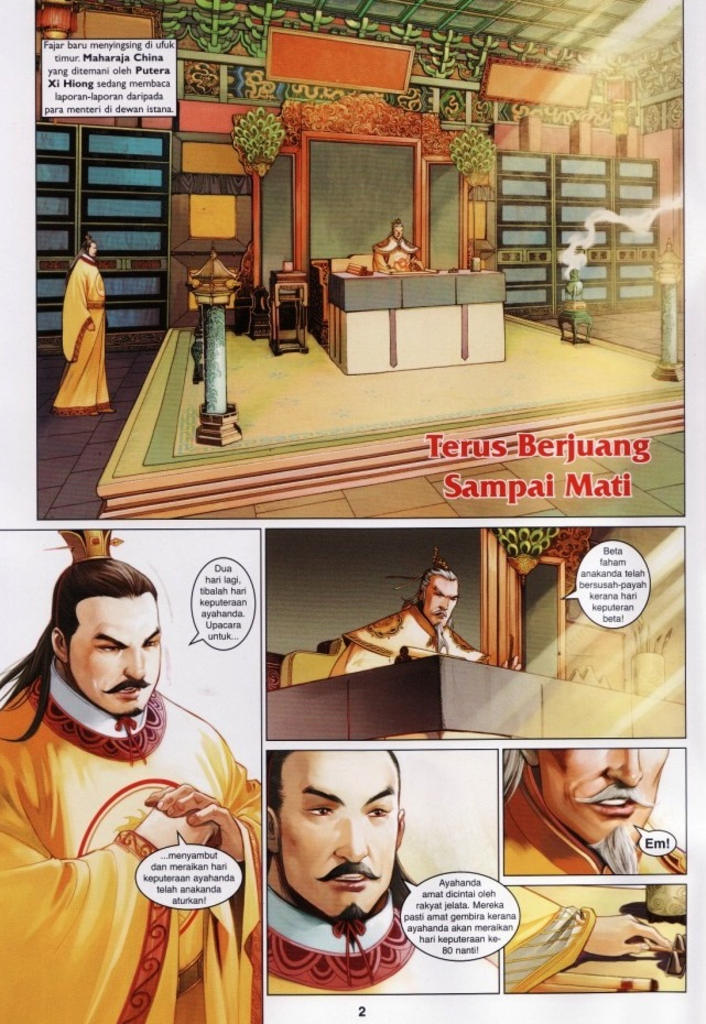 Fajar baru menyingsing di ufuk
timur. Maharaja China
yang ditemani oleh Putera
Xi Hiong sedang membaca
laporan-laporan daripada
para menteri di dewan istana.
Terus Berjuang
Sampai Mati
Dua
hari lagi,
tibalah hari
keputeraan
ayahanda.
Upacara
untuk...
...menyambut
dan meraikan hari
keputeraan ayahanda
telah anakanda
aturkan!
Beta
faham
anakanda telah
bersusah-payah
kerana hari
keputeran
beta!
Ayahanda
amat dicintai oleh
rakyat jelata. Mereka
pasti amat gembira kerana
ayahanda akan meraikan
hari keputeraan ke-
80 nanti!
Em!
2